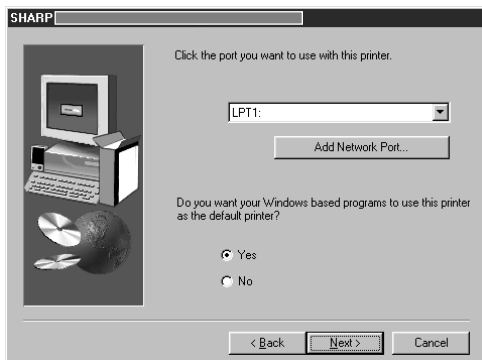 SHARP
Click the port you want to use with this printer.
LPT1:
Add Network Port...
Do you want your Windows based programs to use this printer
as the default printer?
Yes
No
< Back
Next >
Cancel